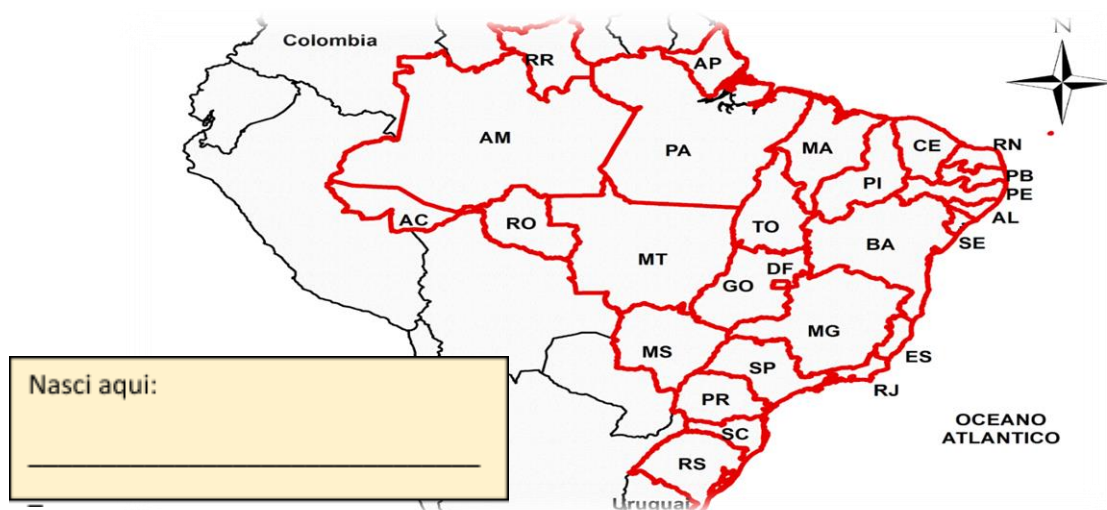 N
Colombia
RR
AP
AM
PA
MA
CE
RN
PI
PB
PE
AC
RO
TO
AL
BA
SE
MT
DF
GO
MG
MS
SP
ES
RJ
PR
Nasci aqui:
SC
OCEANO
ATLANTICO
RS
Uruguai